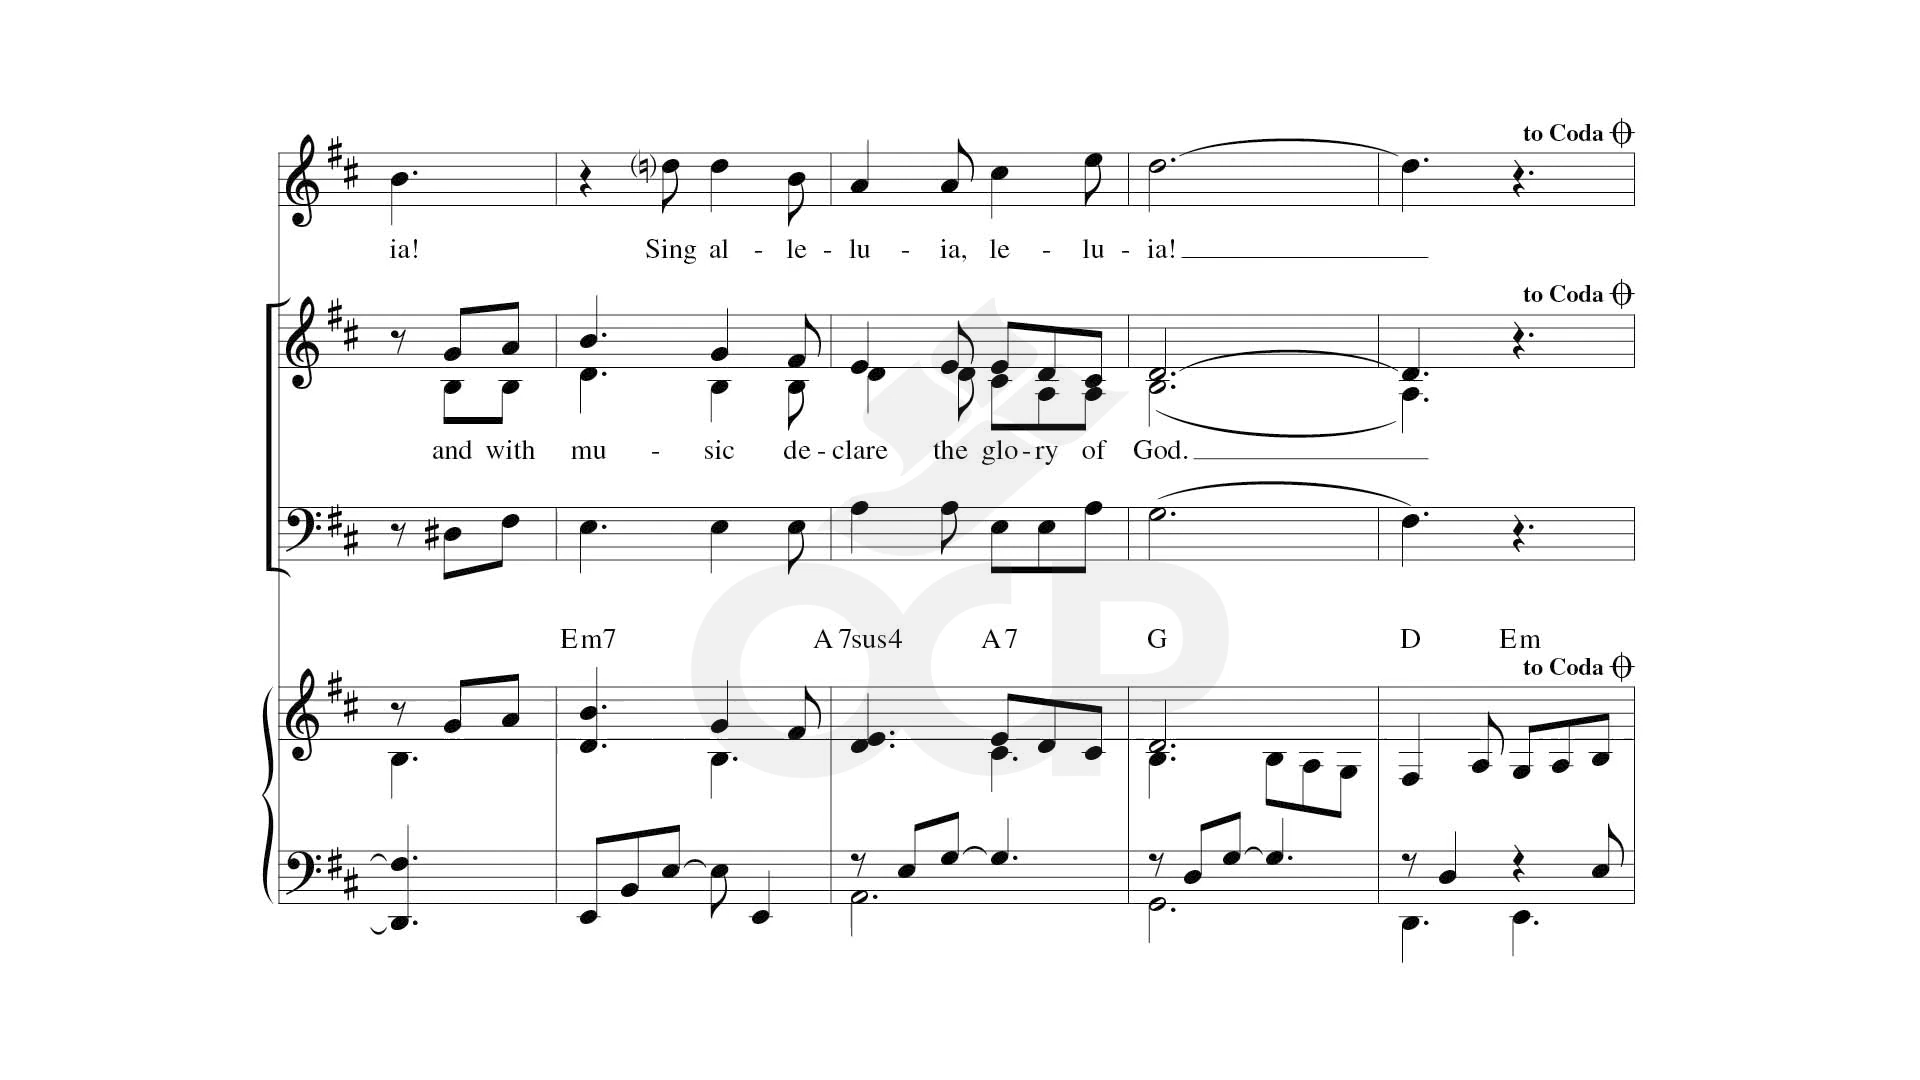 to Coda
ia! Sing al - le - lu - ia, le - lu - ia!
to Coda
and with mu - sic de - clare the glo - ry of God.
Em7 A7sus4 A7 G D Em
to Coda
OCP